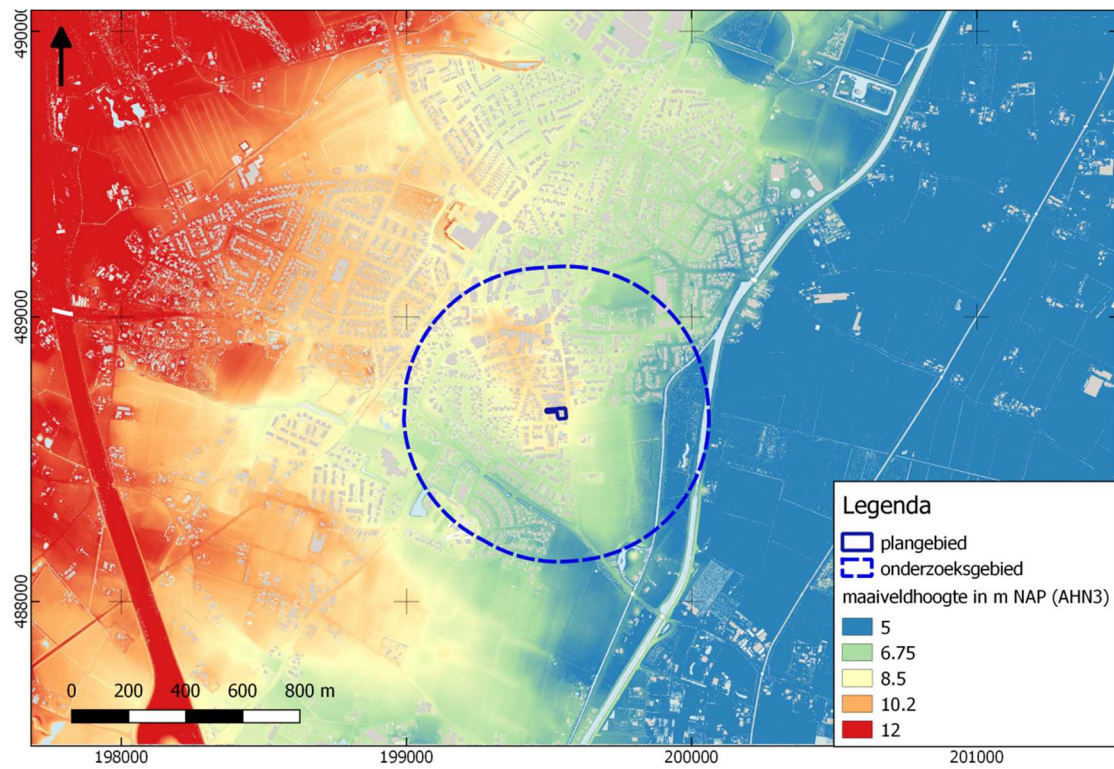 490000
489000
488000
0 200 400 600 800 m
198000 199000 200000 201000
Legenda
plangebied
onderzoeksgebied
maaiveldhoogte in m NAP (AHN3)
5
6.75
8.5
10.2
12